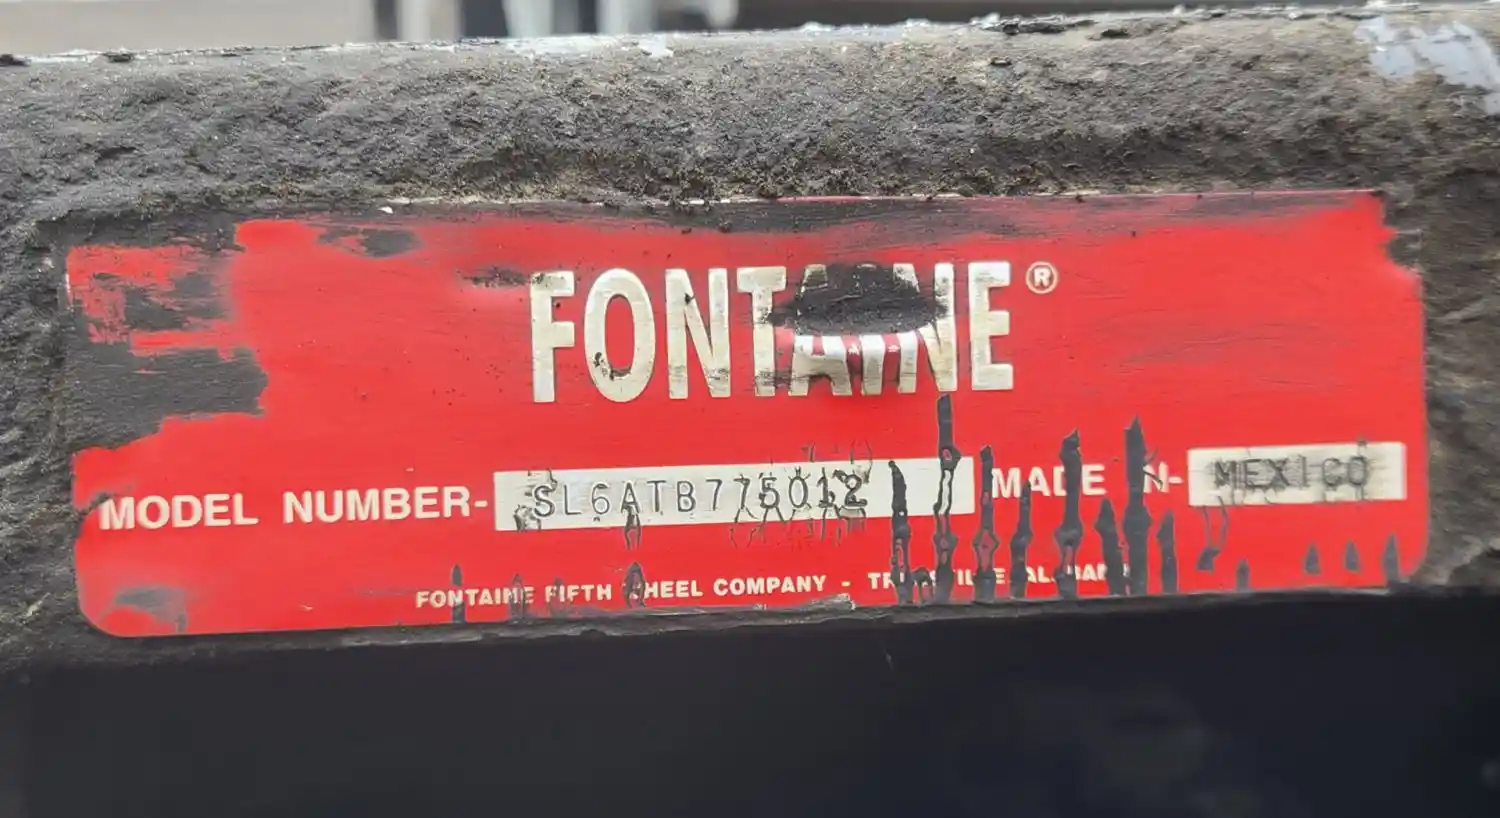 FONTAINE®
MODEL NUMBER- SL6ATB775012 MADE IN- MEXICO
FONTAINE FIFTH WHEEL COMPANY -